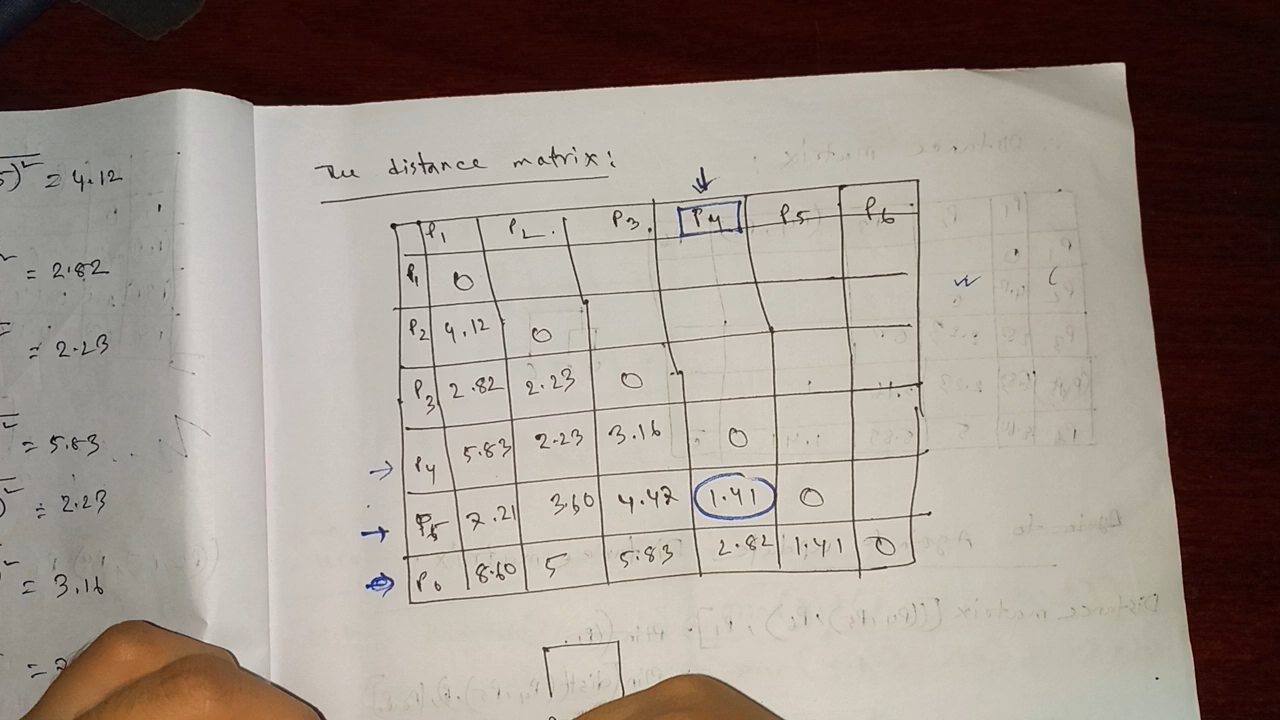 5)² = 4.12
= 2.82
= 2.23
= 5.83
= 2.23
= 3.16
The distance matrix:
P1 P2. P3. P4 P5 P6
P1 0
P2 4.12 0
P3 2.82 2.23 0
P4 5.83 2.23 3.16 0
P5 7.21 3.60 4.47 1.41 0
P6 8.60 5 5.83 2.82 1.41 0